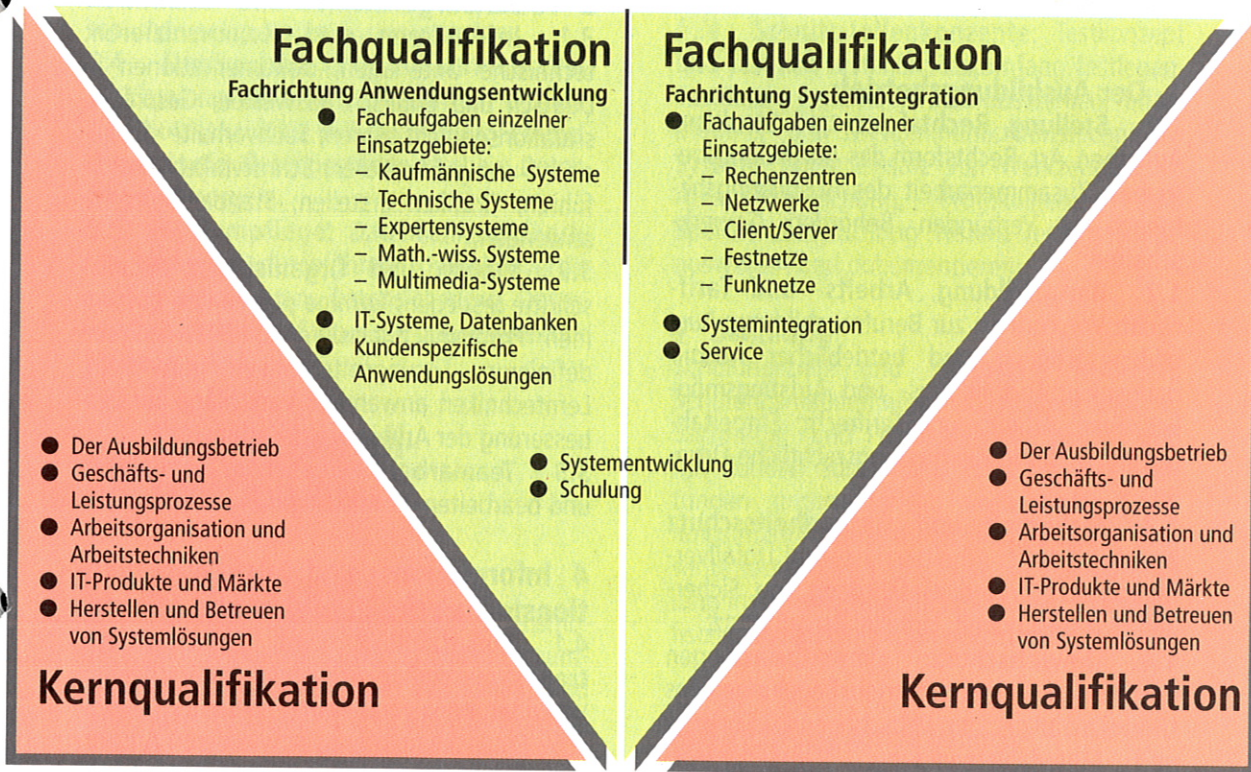 Fachqualifikation
Fachrichtung Anwendungsentwicklung
● Fachaufgaben einzelner
Einsatzgebiete:
– Kaufmännische Systeme
– Technische Systeme
– Expertensysteme
– Math.-wiss. Systeme
– Multimedia-Systeme
● IT-Systeme, Datenbanken
● Kundenspezifische
Anwendungslösungen
Fachqualifikation
Fachrichtung Systemintegration
● Fachaufgaben einzelner
Einsatzgebiete:
– Rechenzentren
– Netzwerke
– Client/Server
– Festnetze
– Funknetze
● Systemintegration
● Service
● Systementwicklung
● Schulung
● Der Ausbildungsbetrieb
● Geschäfts- und
Leistungsprozesse
● Arbeitsorganisation und
Arbeitstechniken
● IT-Produkte und Märkte
● Herstellen und Betreuen
von Systemlösungen
Kernqualifikation
● Der Ausbildungsbetrieb
● Geschäfts- und
Leistungsprozesse
● Arbeitsorganisation und
Arbeitstechniken
● IT-Produkte und Märkte
● Herstellen und Betreuen
von Systemlösungen
Kernqualifikation